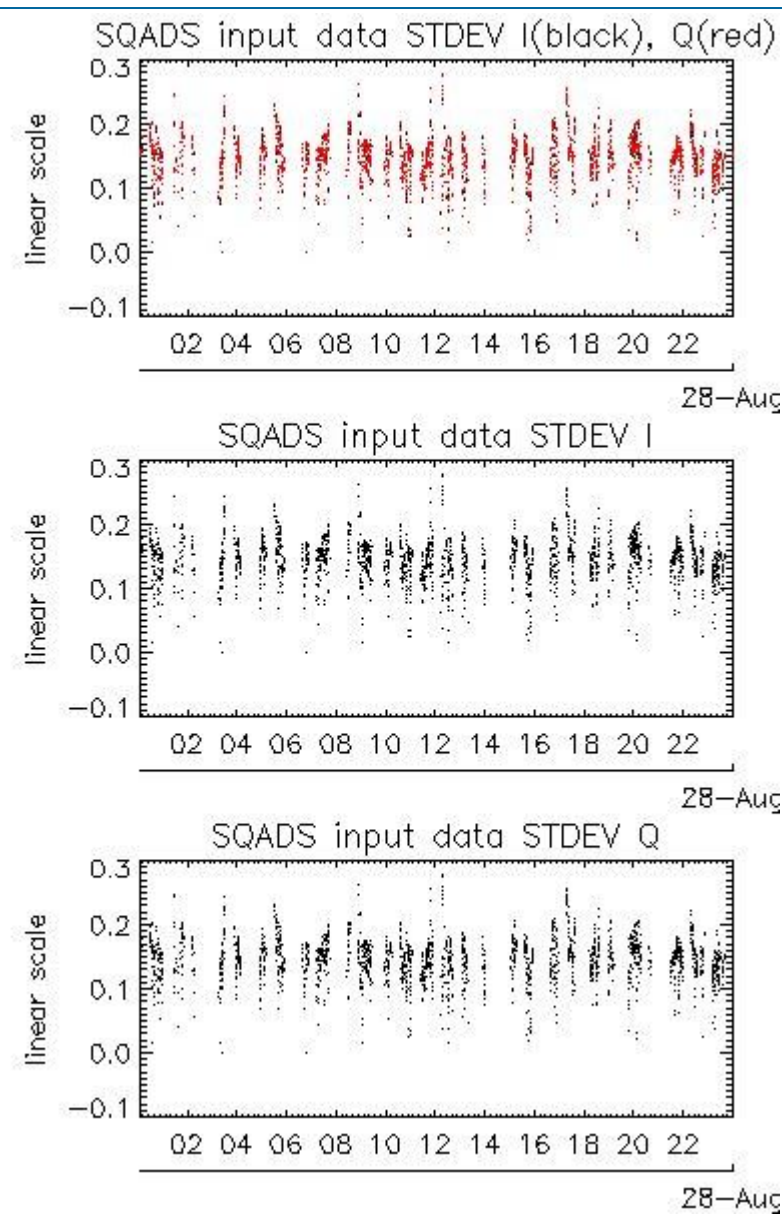 SQADS input data STDEV I(black), Q(red)
0.3
0.2
0.1
0.0
-0.1
linear scale
02 04 06 08 10 12 14 16 18 20 22
28-Aug
SQADS input data STDEV I
0.3
0.2
0.1
0.0
-0.1
linear scale
02 04 06 08 10 12 14 16 18 20 22
28-Aug
SQADS input data STDEV Q
0.3
0.2
0.1
0.0
-0.1
linear scale
02 04 06 08 10 12 14 16 18 20 22
28-Aug